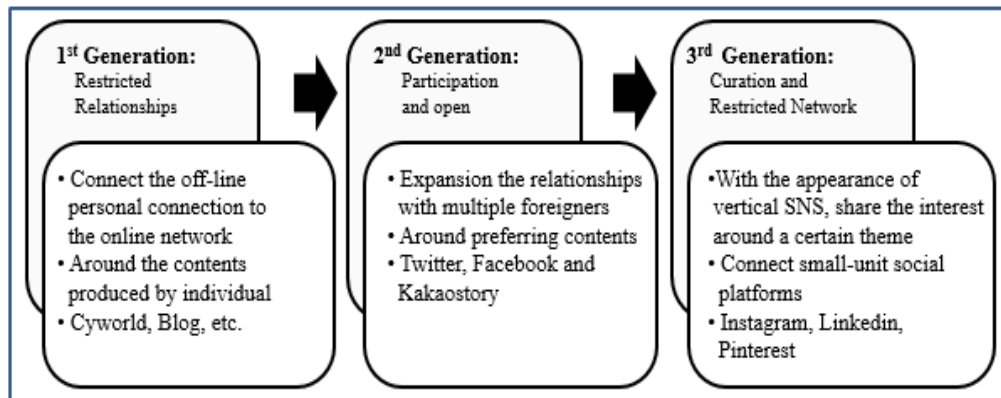 1st Generation:
Restricted
Relationships
• Connect the off-line
personal connection to
the online network
• Around the contents
produced by individual
• Cyworld, Blog, etc.
2nd Generation:
Participation
and open
• Expansion the relationships
with multiple foreigners
• Around preferring contents
• Twitter, Facebook and
Kakaostory
3rd Generation:
Curation and
Restricted Network
•With the appearance of
vertical SNS, share the interest
around a certain theme
• Connect small-unit social
platforms
• Instagram, Linkedin,
Pinterest